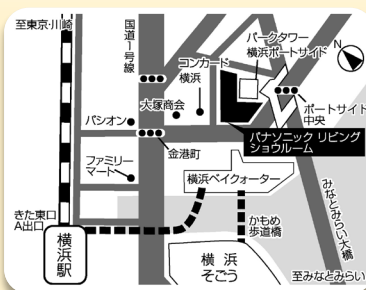 至東京・川崎
国道1号線
パークタワー
横浜ポートサイド
N
コンカード
横浜
大塚商会
パシオン
ポートサイド
中央
パナソニック リビング
ショウルーム
金港町
ファミリー
マート
横浜ベイクォーター
きた東口
A出口
横浜駅
かもめ
歩道橋
みなとみらい大橋
横浜
そごう
至みなとみらい